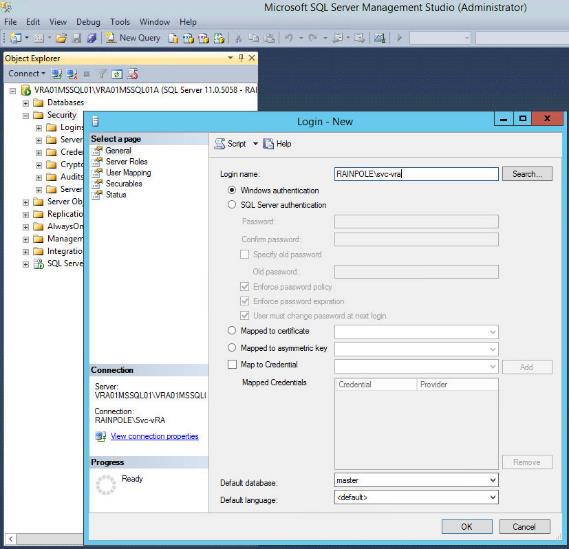 Microsoft SQL Server Management Studio (Administrator)
File Edit View Debug Tools Window Help
New Query
Object Explorer
Connect
VRA01MSSQL01\VRA01MSSQL01A (SQL Server 11.0.5058 - RAI
Databases
Security
Logins
Server
Crede
Crypto
Audits
Server
Server Obj
Replicatio
AlwaysOn
Managem
Integratio
SQL Serve
Login - New
Select a page
General
Server Roles
User Mapping
Securables
Status
Script Help
Login name: RAINPOLE\svc-vra Search...
Windows authentication
SQL Server authentication
Password:
Confirm password:
Specify old password
Old password:
Enforce password policy
Enforce password expiration
User must change password at next login
Mapped to certificate
Mapped to asymmetric key
Map to Credential Add
Mapped Credentials Credential Provider
Remove
Default database: master
Default language: <default>
Connection
Server:
VRA01MSSQL01\VRA01MSSQL(
Connection:
RAINPOLE\Svc-vRA
View connection properties
Progress
Ready
OK Cancel